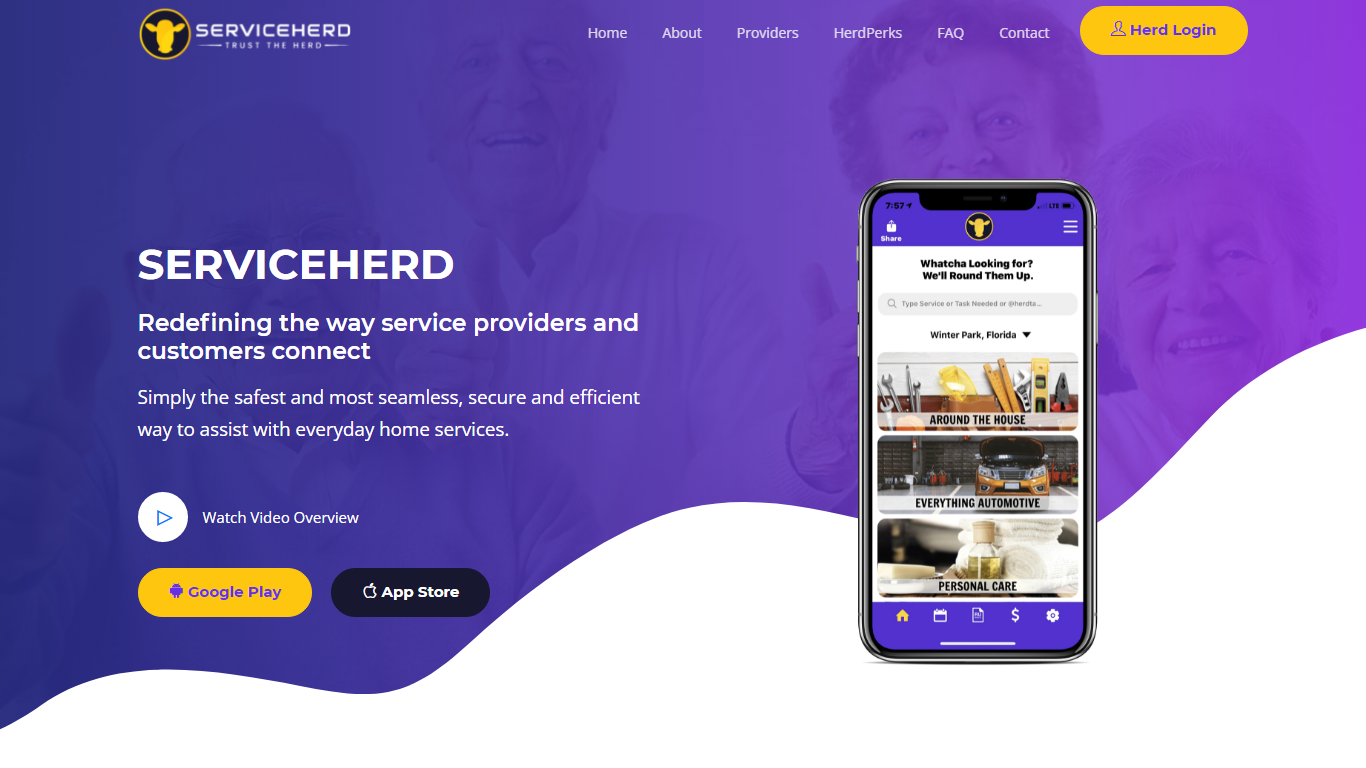 SERVICEHERD
TRUST THE HERD
Home About Providers HerdPerks FAQ Contact Herd Login
SERVICEHERD
Redefining the way service providers and
customers connect
Simply the safest and most seamless, secure and efficient
way to assist with everyday home services.
Watch Video Overview
Google Play App Store
7:57 LTE
Share
Whatcha Looking for?
We'll Round Them Up.
Type Service or Task Needed or @herdta...
Winter Park, Florida
AROUND THE HOUSE
EVERYTHING AUTOMOTIVE
PERSONAL CARE
$